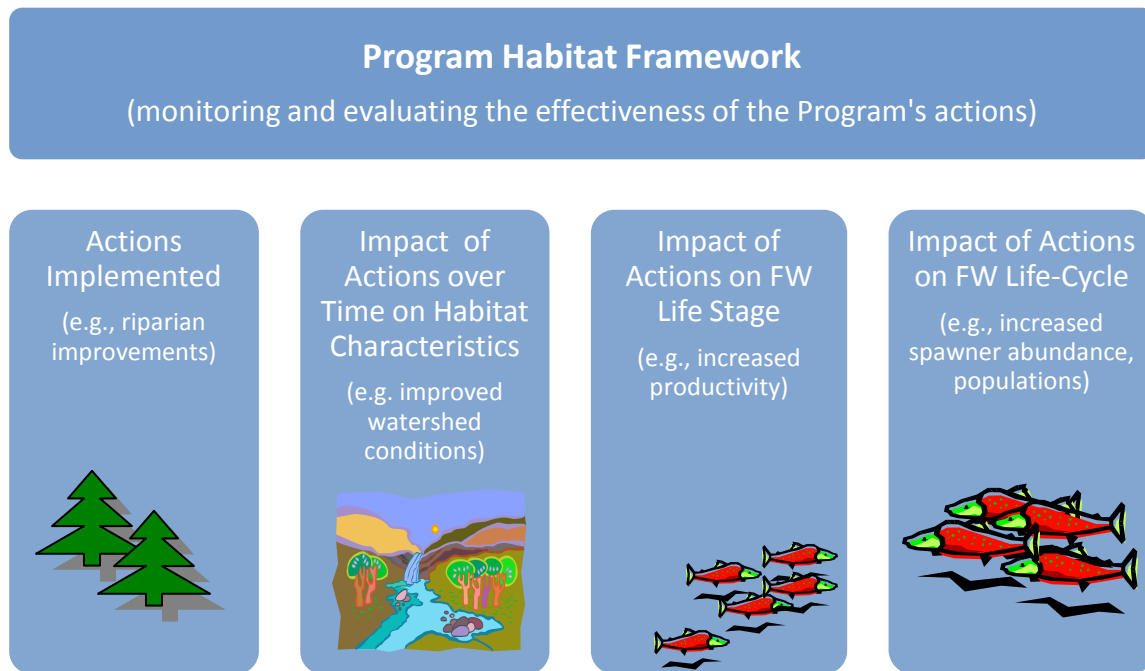 Program Habitat Framework
(monitoring and evaluating the effectiveness of the Program's actions)
Actions
Implemented
(e.g., riparian
improvements)
Impact of
Actions over
Time on Habitat
Characteristics
(e.g. improved
watershed
conditions)
Impact of
Actions on FW
Life Stage
(e.g., increased
productivity)
Impact of Actions
on FW Life-Cycle
(e.g., increased
spawner abundance,
populations)